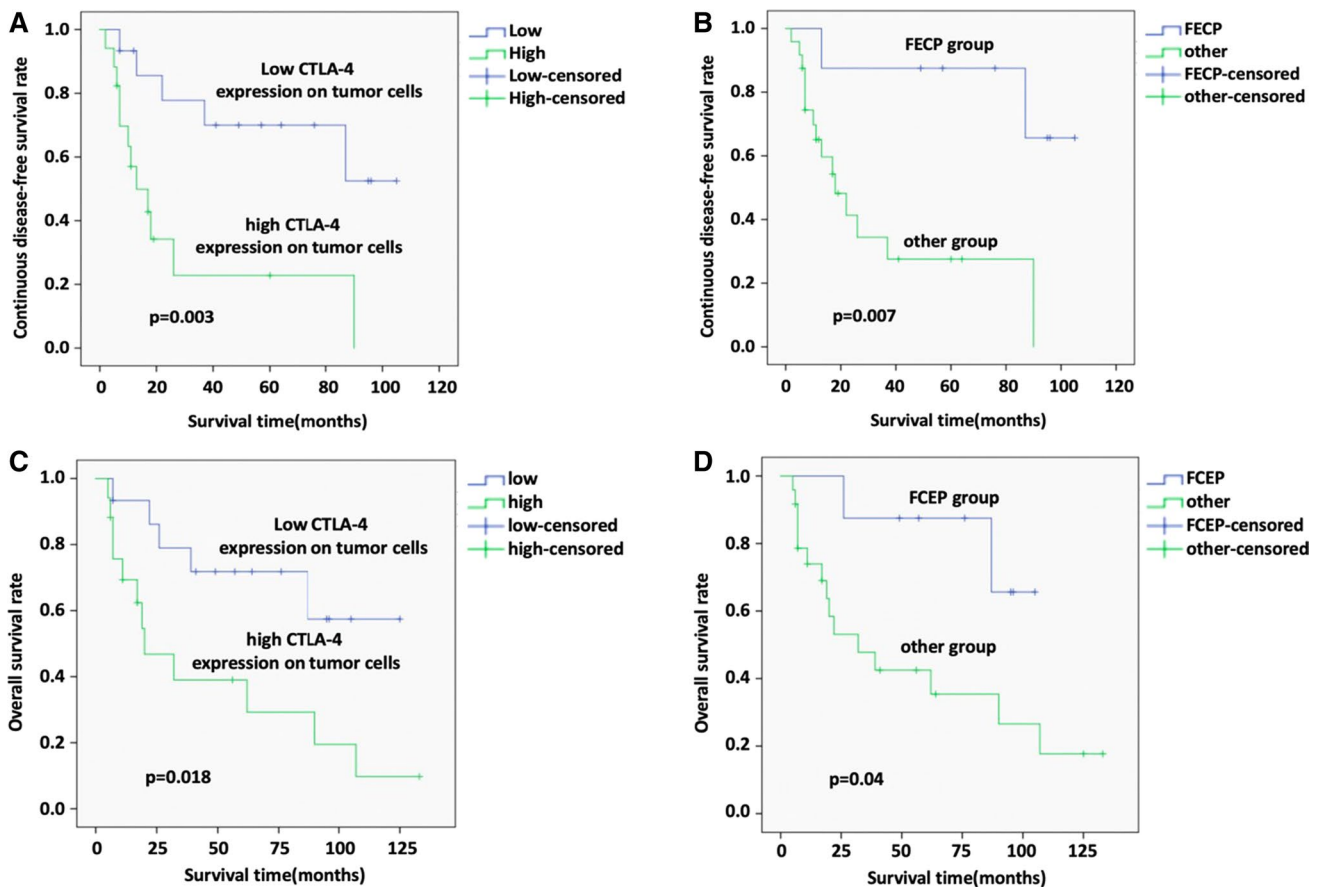 A
Continuous disease-free survival rate
1.0
0.8
0.6
0.4
0.2
0.0
Low CTLA-4
expression on tumor cells
high CTLA-4
expression on tumor cells
p=0.003
0 20 40 60 80 100 120
Survival time(months)
Low
High
Low-censored
High-censored
B
Continuous disease-free survival rate
1.0
0.8
0.6
0.4
0.2
0.0
FECP group
other group
p=0.007
0 20 40 60 80 100 120
Survival time(months)
FECP
other
FECP-censored
other-censored
C
Overall survival rate
1.0
0.8
0.6
0.4
0.2
0.0
Low CTLA-4
expression on tumor cells
high CTLA-4
expression on tumor cells
p=0.018
0 25 50 75 100 125
Survival time(months)
low
high
low-censored
high-censored
D
Overall survival rate
1.0
0.8
0.6
0.4
0.2
0.0
FCEP group
other group
p=0.04
0 25 50 75 100 125
Survival time(months)
FCEP
other
FCEP-censored
other-censored